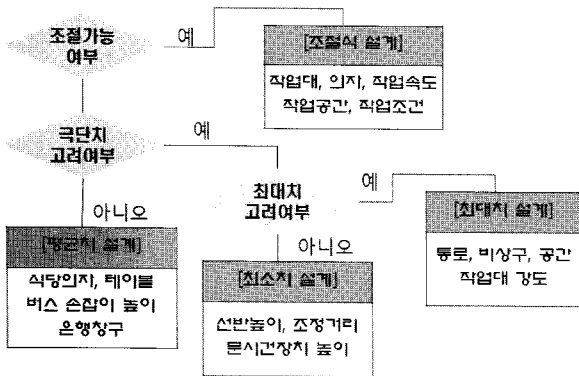 조절가능
여부
예
[조절식 설계]
작업대, 의자, 작업속도
작업공간, 작업조건
극단치
고려여부
예
최대치
고려여부
예
[최대치 설계]
통로, 비상구, 공간
작업대 강도
아니오
[평균치 설계]
식당의자, 테이블
버스 손잡이 높이
은행창구
아니오
[최소치 설계]
선반높이, 조정거리
문시건장치 높이